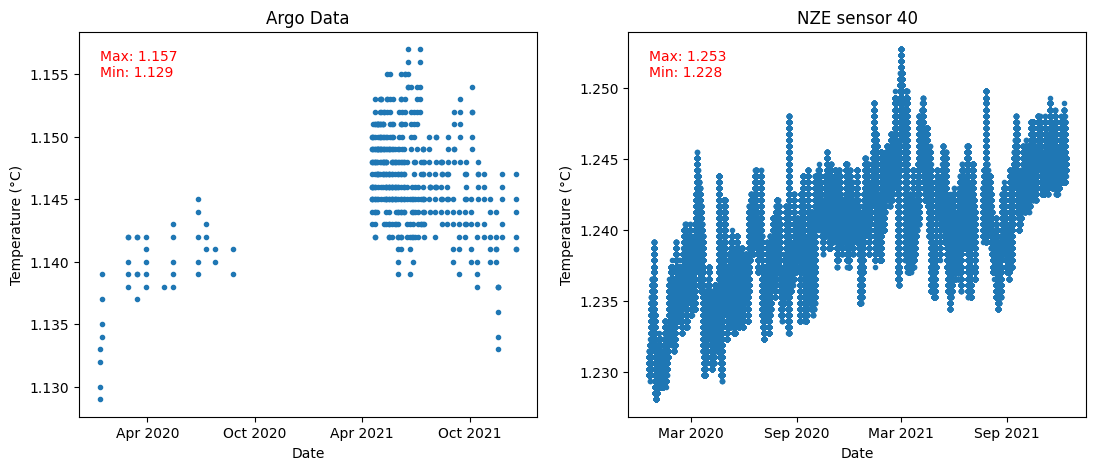 Argo Data
Max: 1.157
Min: 1.129
1.155
1.150
1.145
1.140
1.135
1.130
Temperature (°C)
Apr 2020 Oct 2020 Apr 2021 Oct 2021
Date
NZE sensor 40
Max: 1.253
Min: 1.228
1.250
1.245
1.240
1.235
1.230
Temperature (°C)
Mar 2020 Sep 2020 Mar 2021 Sep 2021
Date